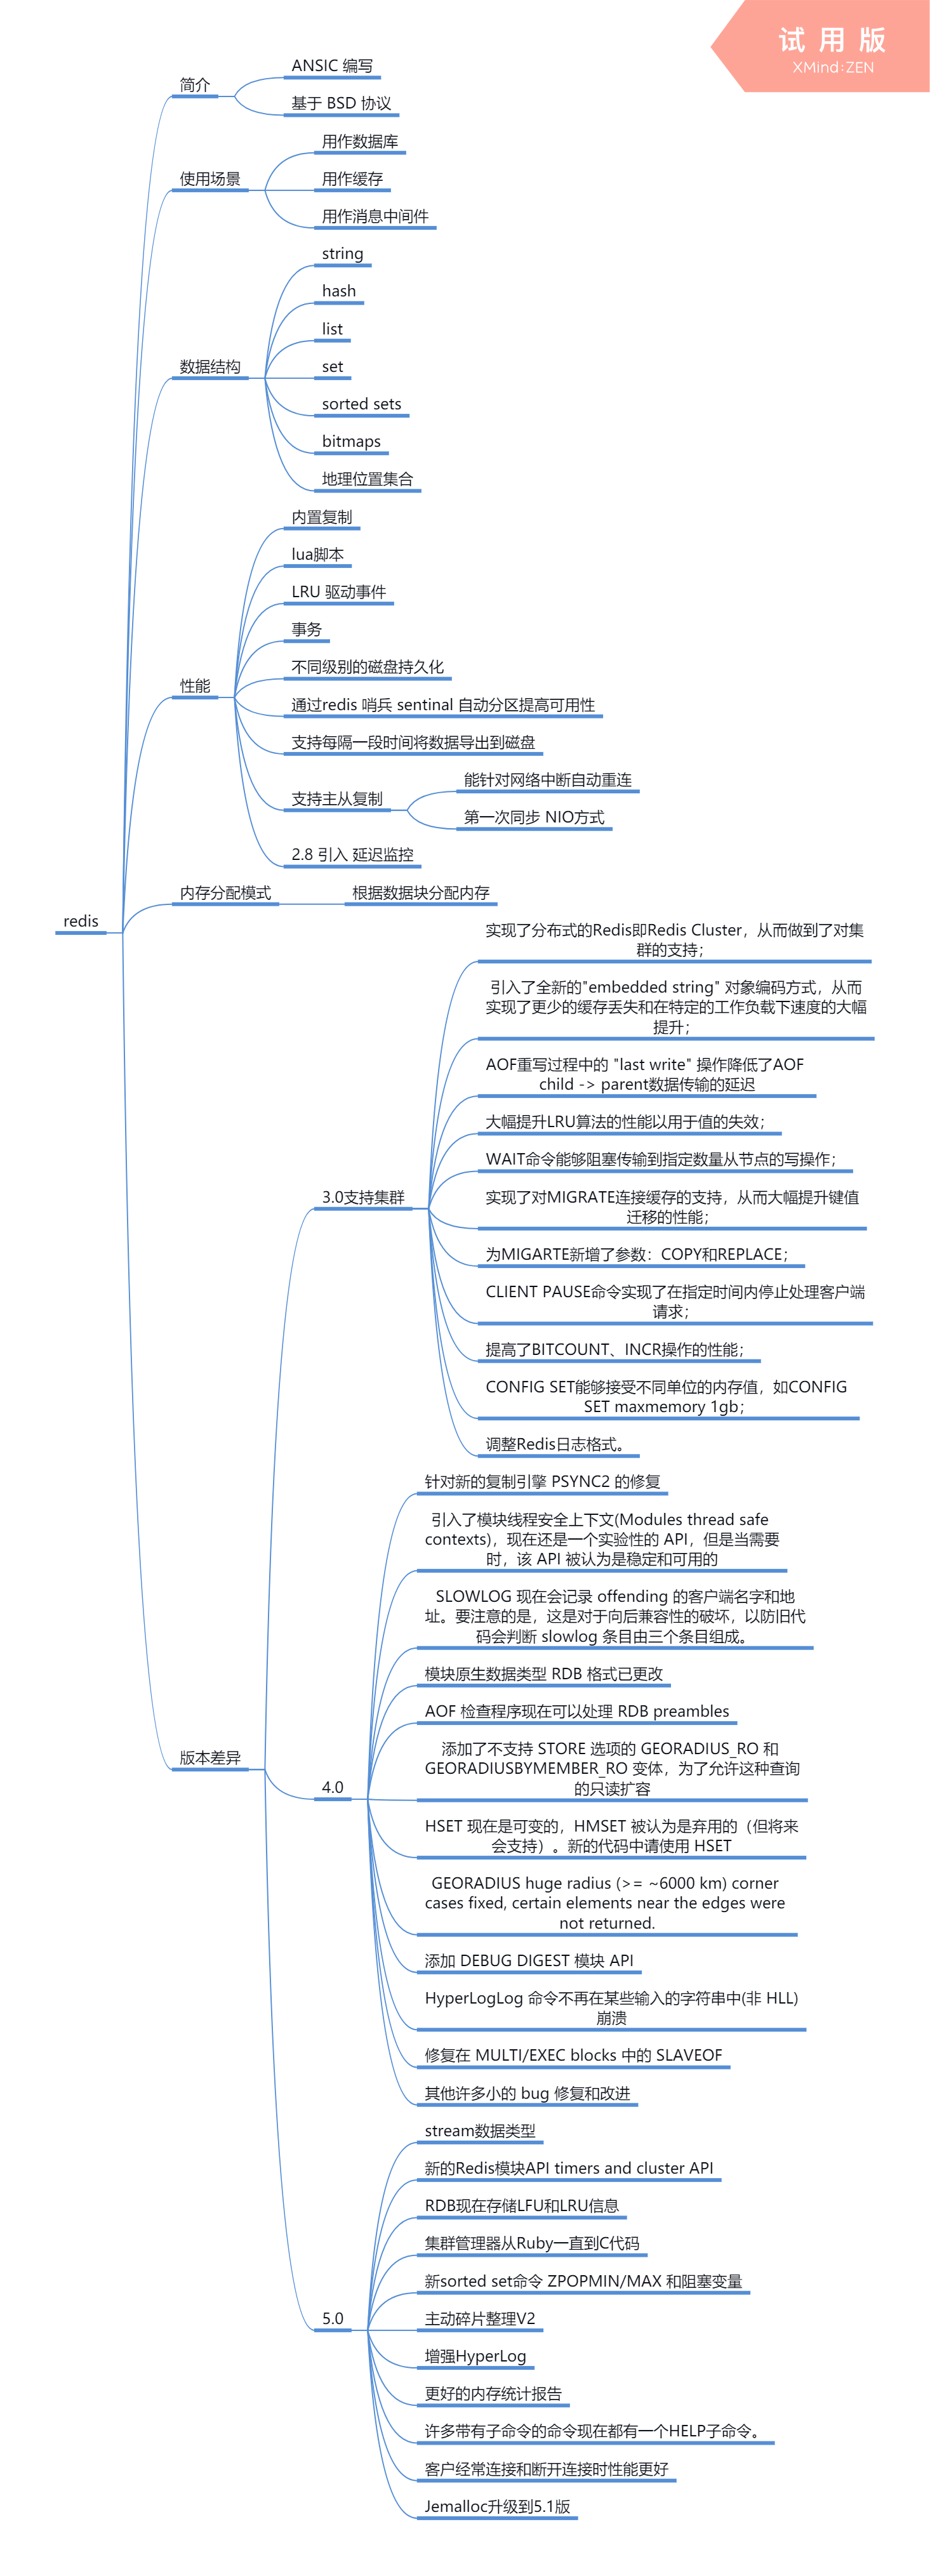 试用版
XMind:ZEN
redis
简介
ANSIC 编写
基于 BSD 协议
使用场景
用作数据库
用作缓存
用作消息中间件
数据结构
string
hash
list
set
sorted sets
bitmaps
地理位置集合
性能
内置复制
lua脚本
LRU 驱动事件
事务
不同级别的磁盘持久化
通过redis 哨兵 sentinal 自动分区提高可用性
支持每隔一段时间将数据导出到磁盘
支持主从复制
能针对网络中断自动重连
第一次同步 NIO方式
2.8 引入 延迟监控
内存分配模式
根据数据块分配内存
版本差异
3.0支持集群
实现了分布式的Redis即Redis Cluster，从而做到了对集
群的支持；
引入了全新的"embedded string" 对象编码方式，从而
实现了更少的缓存丢失和在特定的工作负载下速度的大幅
提升；
AOF重写过程中的 "last write" 操作降低了AOF
child -> parent数据传输的延迟
大幅提升LRU算法的性能以用于值的失效；
WAIT命令能够阻塞传输到指定数量从节点的写操作；
实现了对MIGRATE连接缓存的支持，从而大幅提升键值
迁移的性能；
为MIGARTE新增了参数：COPY和REPLACE；
CLIENT PAUSE命令实现了在指定时间内停止处理客户端
请求；
提高了BITCOUNT、INCR操作的性能；
CONFIG SET能够接受不同单位的内存值，如CONFIG
SET maxmemory 1gb；
调整Redis日志格式。
4.0
针对新的复制引擎 PSYNC2 的修复
引入了模块线程安全上下文(Modules thread safe
contexts)，现在还是一个实验性的 API，但是当需要
时，该 API 被认为是稳定和可用的
SLOWLOG 现在会记录 offending 的客户端名字和地
址。要注意的是，这是对于向后兼容性的破坏，以防旧代
码会判断 slowlog 条目由三个条目组成。
模块原生数据类型 RDB 格式已更改
AOF 检查程序现在可以处理 RDB preambles
添加了不支持 STORE 选项的 GEORADIUS_RO 和
GEORADIUSBYMEMBER_RO 变体，为了允许这种查询
的只读扩容
HSET 现在是可变的，HMSET 被认为是弃用的（但将来
会支持）。新的代码中请使用 HSET
GEORADIUS huge radius (>= ~6000 km) corner
cases fixed, certain elements near the edges were
not returned.
添加 DEBUG DIGEST 模块 API
HyperLogLog 命令不再在某些输入的字符串中(非 HLL)
崩溃
修复在 MULTI/EXEC blocks 中的 SLAVEOF
其他许多小的 bug 修复和改进
5.0
stream数据类型
新的Redis模块API timers and cluster API
RDB现在存储LFU和LRU信息
集群管理器从Ruby一直到C代码
新sorted set命令 ZPOPMIN/MAX 和阻塞变量
主动碎片整理V2
增强HyperLog
更好的内存统计报告
许多带有子命令的命令现在都有一个HELP子命令。
客户经常连接和断开连接时性能更好
Jemalloc升级到5.1版